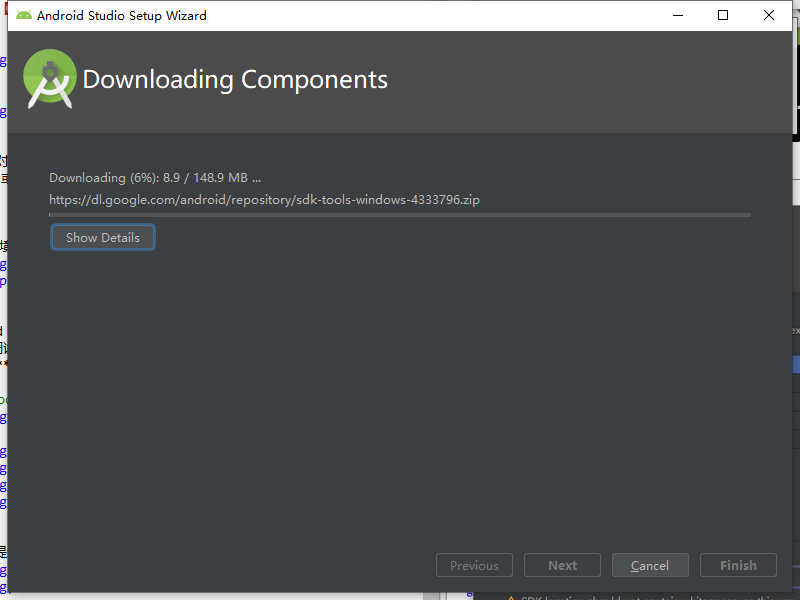 Android Studio Setup Wizard
Downloading Components
Downloading (6%): 8.9 / 148.9 MB ...
https://dl.google.com/android/repository/sdk-tools-windows-4333796.zip
Show Details
Previous
Next
Cancel
Finish